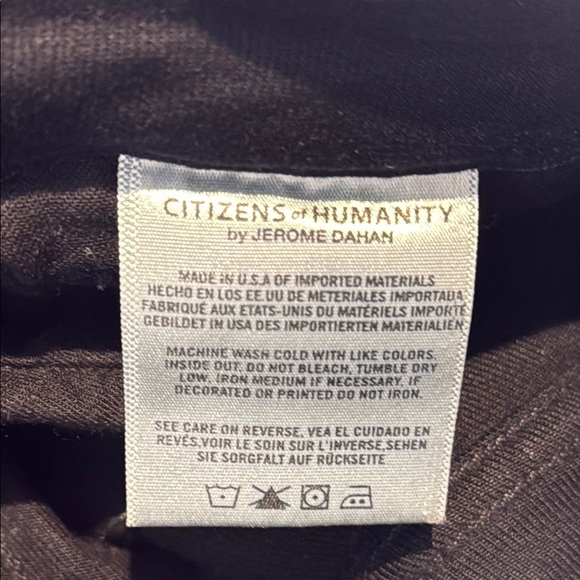 CITIZENS of HUMANITY
by JEROME DAHAN
MADE IN U.S.A OF IMPORTED MATERIALS
HECHO EN LOS EE.UU DE METERIALES IMPORTADA
FABRIQUÉ AUX ETATS-UNIS DU MATÉRIELS IMPORTÉ
GEBILDET IN USA DES IMPORTIERTEN MATERIALIEN
MACHINE WASH COLD WITH LIKE COLORS.
INSIDE OUT. DO NOT BLEACH, TUMBLE DRY
LOW, IRON MEDIUM IF NECESSARY, IF
DECORATED OR PRINTED DO NOT IRON.
SEE CARE ON REVERSE, VEA EL CUIDADO EN
REVÉS,VOIR LE SOIN SUR L'INVERSE,SEHEN
SIE SORGFALT AUF RÜCKSEITE